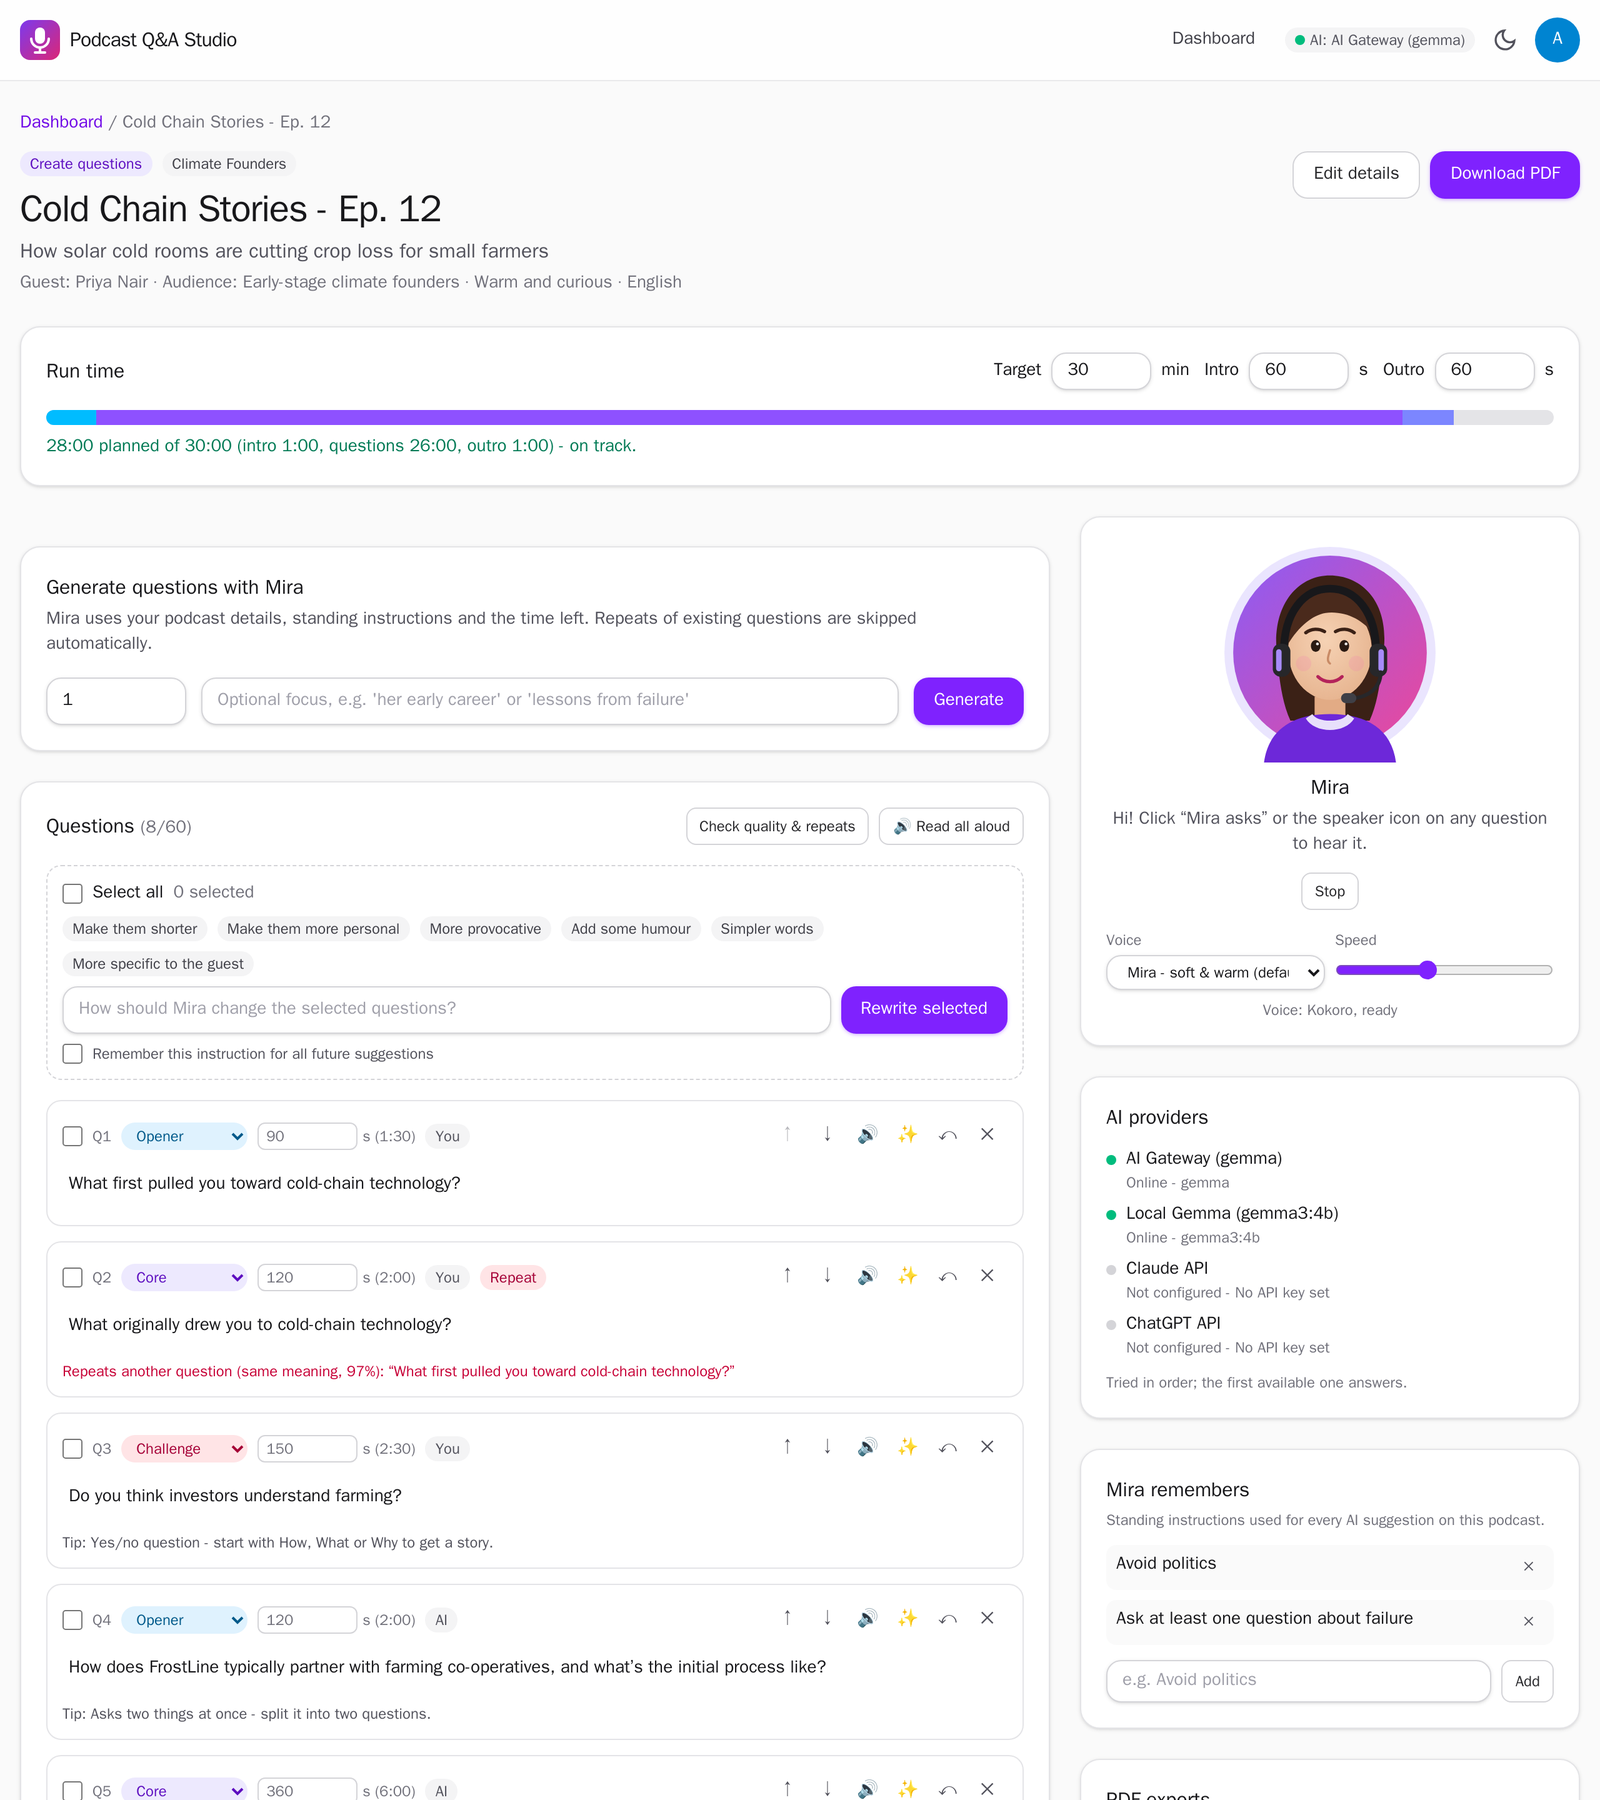 Podcast Q&A Studio
Dashboard
AI: AI Gateway (gemma)
A
Dashboard / Cold Chain Stories - Ep. 12
Create questions
Climate Founders
Edit details
Download PDF
Cold Chain Stories - Ep. 12
How solar cold rooms are cutting crop loss for small farmers
Guest: Priya Nair · Audience: Early-stage climate founders · Warm and curious · English
Run time
Target 30 min Intro 60 s Outro 60 s
28:00 planned of 30:00 (intro 1:00, questions 26:00, outro 1:00) - on track.
Generate questions with Mira
Mira uses your podcast details, standing instructions and the time left. Repeats of existing questions are skipped
automatically.
1
Optional focus, e.g. 'her early career' or 'lessons from failure'
Generate
Questions (8/60)
Check quality & repeats
🔊 Read all aloud
Select all 0 selected
Make them shorter
Make them more personal
More provocative
Add some humour
Simpler words
More specific to the guest
How should Mira change the selected questions?
Rewrite selected
Remember this instruction for all future suggestions
Q1 Opener 90 s (1:30) You
What first pulled you toward cold-chain technology?
Q2 Core 120 s (2:00) You Repeat
What originally drew you to cold-chain technology?
Repeats another question (same meaning, 97%): “What first pulled you toward cold-chain technology?”
Q3 Challenge 150 s (2:30) You
Do you think investors understand farming?
Tip: Yes/no question - start with How, What or Why to get a story.
Q4 Opener 120 s (2:00) AI
How does FrostLine typically partner with farming co-operatives, and what’s the initial process like?
Tip: Asks two things at once - split it into two questions.
Q5 Core 360 s (6:00) AI
Mira
Hi! Click “Mira asks” or the speaker icon on any question
to hear it.
Stop
Voice
Speed
Mira - soft & warm (defau
Voice: Kokoro, ready
AI providers
AI Gateway (gemma)
Online - gemma
Local Gemma (gemma3:4b)
Online - gemma3:4b
Claude API
Not configured - No API key set
ChatGPT API
Not configured - No API key set
Tried in order; the first available one answers.
Mira remembers
Standing instructions used for every AI suggestion on this podcast.
Avoid politics
Ask at least one question about failure
e.g. Avoid politics
Add
PDF exports